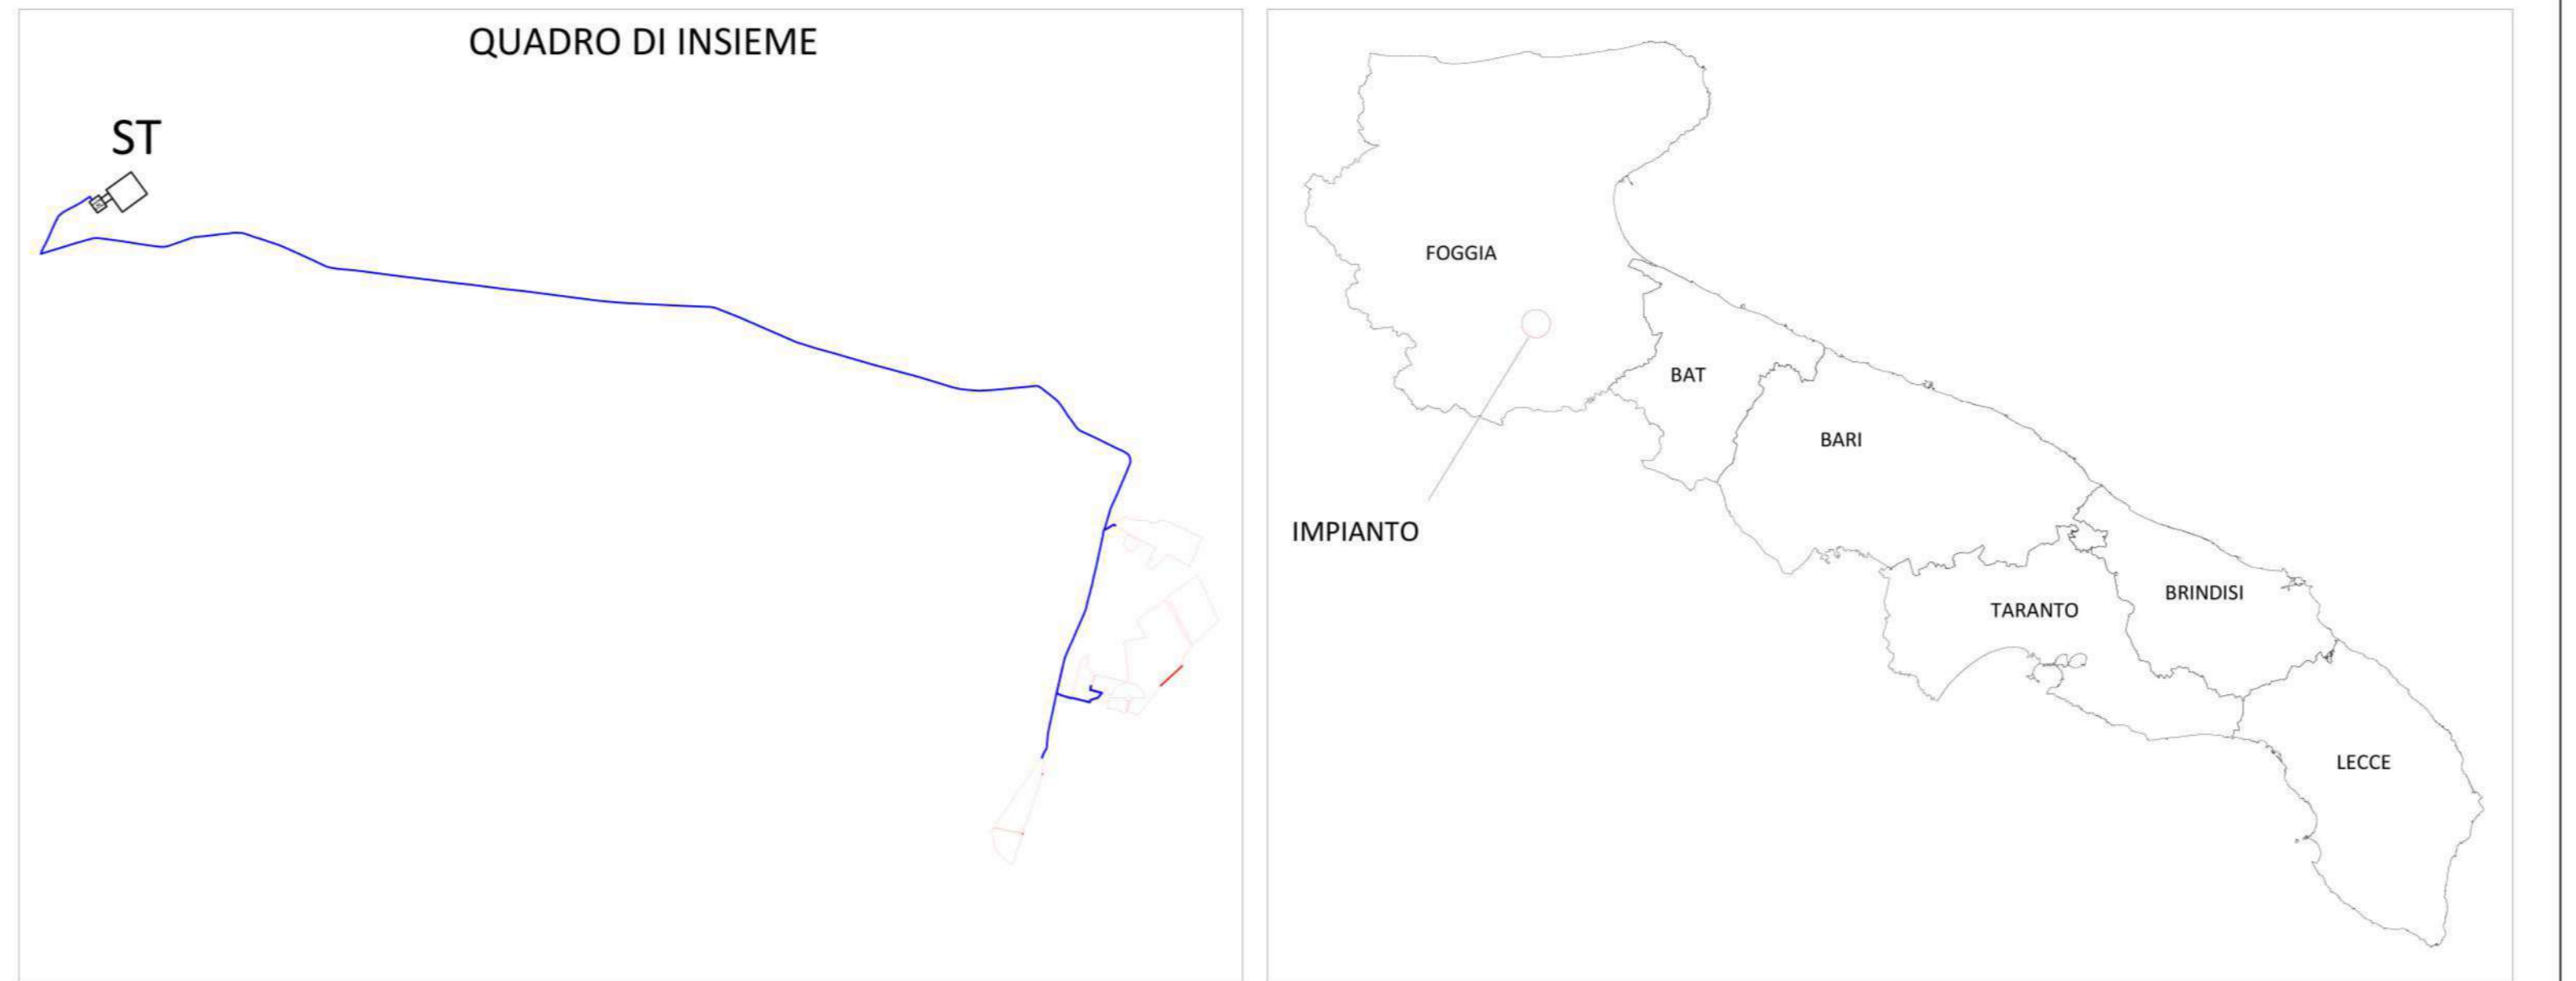 QUADRO DI INSIEME
ST
FOGGIA
BAT
BARI
IMPIANTO
BRINDISI
TARANTO
LECCE